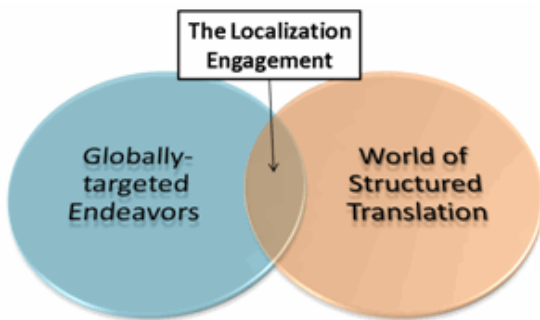 The Localization
Engagement
Globally-
targeted
Endeavors
World of
Structured
Translation